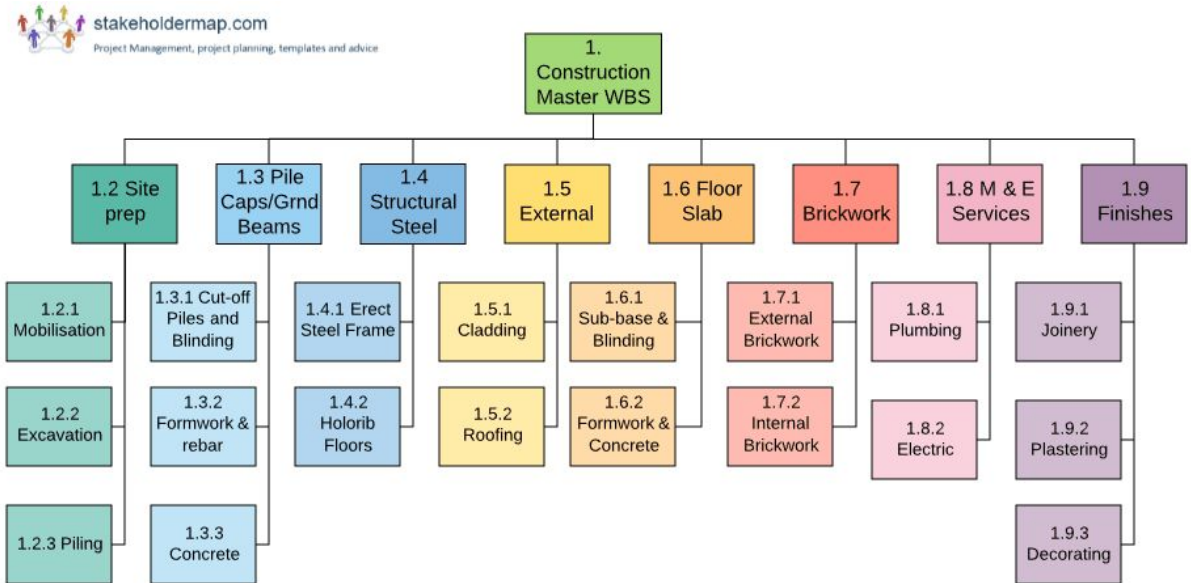 stakeholdermap.com
Project Management, project planning, templates and advice
1.
Construction
Master WBS
1.2 Site
prep
1.3 Pile
Caps/Grnd
Beams
1.4
Structural
Steel
1.5
External
1.6 Floor
Slab
1.7
Brickwork
1.8 M & E
Services
1.9
Finishes
1.2.1
Mobilisation
1.3.1 Cut-off
Piles and
Blinding
1.4.1 Erect
Steel Frame
1.5.1
Cladding
1.6.1
Sub-base &
Blinding
1.7.1
External
Brickwork
1.8.1
Plumbing
1.9.1
Joinery
1.2.2
Excavation
1.3.2
Formwork &
rebar
1.4.2
Holorib
Floors
1.5.2
Roofing
1.6.2
Formwork &
Concrete
1.7.2
Internal
Brickwork
1.8.2
Electric
1.9.2
Plastering
1.2.3 Piling
1.3.3
Concrete
1.9.3
Decorating